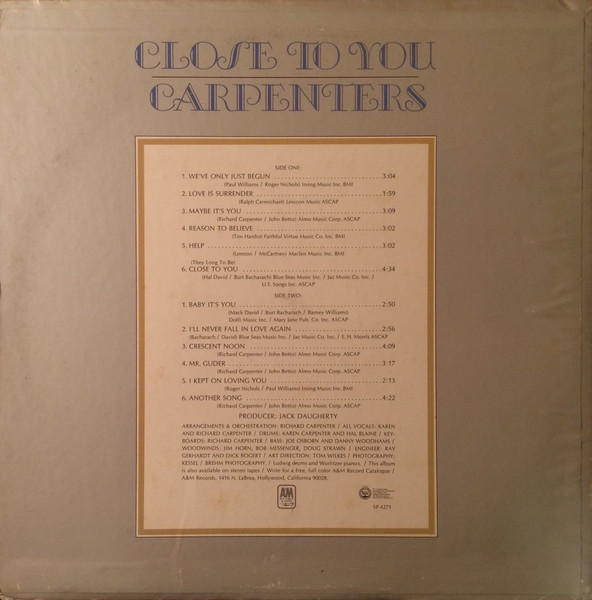 CLOSE TO YOU
CARPENTERS
SIDE ONE:
1. WE'VE ONLY JUST BEGUN ........................ 3:04
(Paul Williams / Roger Nichols) Irving Music Inc. BMI
2. LOVE IS SURRENDER ........................ 1:59
(Ralph Carmichael) Lexicon Music ASCAP
3. MAYBE IT'S YOU ........................ 3:09
(Richard Carpenter / John Bettis) Almo Music Corp. ASCAP
4. REASON TO BELIEVE ........................ 3:02
(Tim Hardin) Faithful Virtue Music Co. Inc. BMI
5. HELP ........................ 3:02
(Lennon / McCartney) Maclen Music Inc. BMI
(They Long To Be)
6. CLOSE TO YOU ........................ 4:34
(Hal David / Burt Bacharach) Blue Seas Music Inc. / Jac Music Co. Inc. /
U.S. Songs Inc. ASCAP
SIDE TWO:
1. BABY IT'S YOU ........................ 2:50
(Mack David / Burt Bacharach / Barney Williams)
Dolfi Music Inc. / Mary Jane Pub. Co. Inc. ASCAP
2. I'LL NEVER FALL IN LOVE AGAIN ........................ 2:56
(Bacharach / David) Blue Seas Music Inc. / Jac Music Co. Inc. / E. H. Morris ASCAP
3. CRESCENT NOON ........................ 4:09
(Richard Carpenter / John Bettis) Almo Music Corp. ASCAP
4. MR. GUDER ........................ 3:17
(Richard Carpenter / John Bettis) Almo Music Corp. ASCAP
5. I KEPT ON LOVING YOU ........................ 2:13
(Roger Nichols / Paul Williams) Irving Music Inc. BMI
6. ANOTHER SONG ........................ 4:22
(Richard Carpenter / John Bettis) Almo Music Corp. ASCAP
PRODUCER: JACK DAUGHERTY
ARRANGEMENTS & ORCHESTRATION: RICHARD CARPENTER / ALL VOCALS: KAREN
AND RICHARD CARPENTER / DRUMS: KAREN CARPENTER AND HAL BLAINE / KEY-
BOARDS: RICHARD CARPENTER / BASS: JOE OSBORN AND DANNY WOODHAMS /
WOODWINDS: JIM HORN, BOB MESSENGER, DOUG STRAWN / ENGINEER: RAY
GERHARDT AND DICK BOGERT / ART DIRECTION: TOM WILKES / PHOTOGRAPHY:
KESSEL / BREHM PHOTOGRAPHY. / Ludwig drums and Wurlitzer pianos. / This album
is also available on stereo tapes / Write for a free, full color A&M Record Catalogue /
A&M Records, 1416 N. LaBrea, Hollywood, California 90028.
A&M
SP 4271